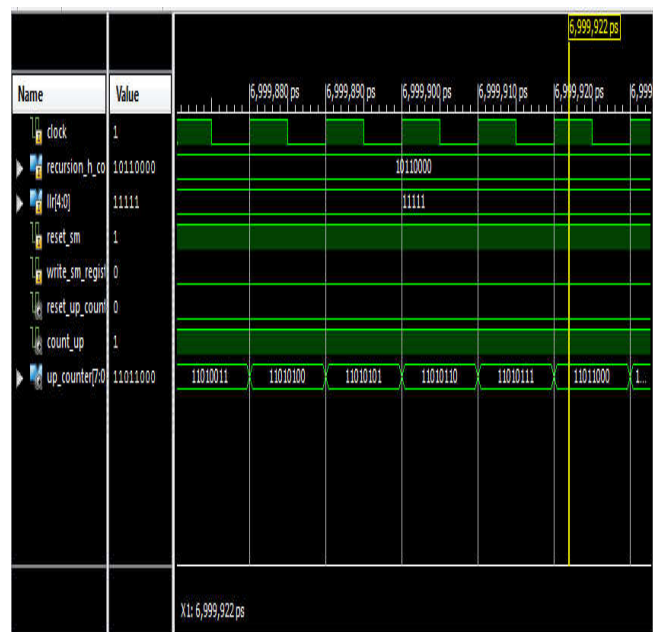 6,999,922 ps
Name Value 6,999,880 ps 6,999,890 ps 6,999,900 ps 6,999,910 ps 6,999,920 ps 6,999
clock 1
recursion_h_co 10110000 10110000
llr[4:0] 11111 11111
reset_sm 1
write_sm_regist 0
reset_up_count 0
count_up 1
up_counter[7:0 11011000 11010011 11010100 11010101 11010110 11010111 11011000 1...
X1: 6,999,922 ps